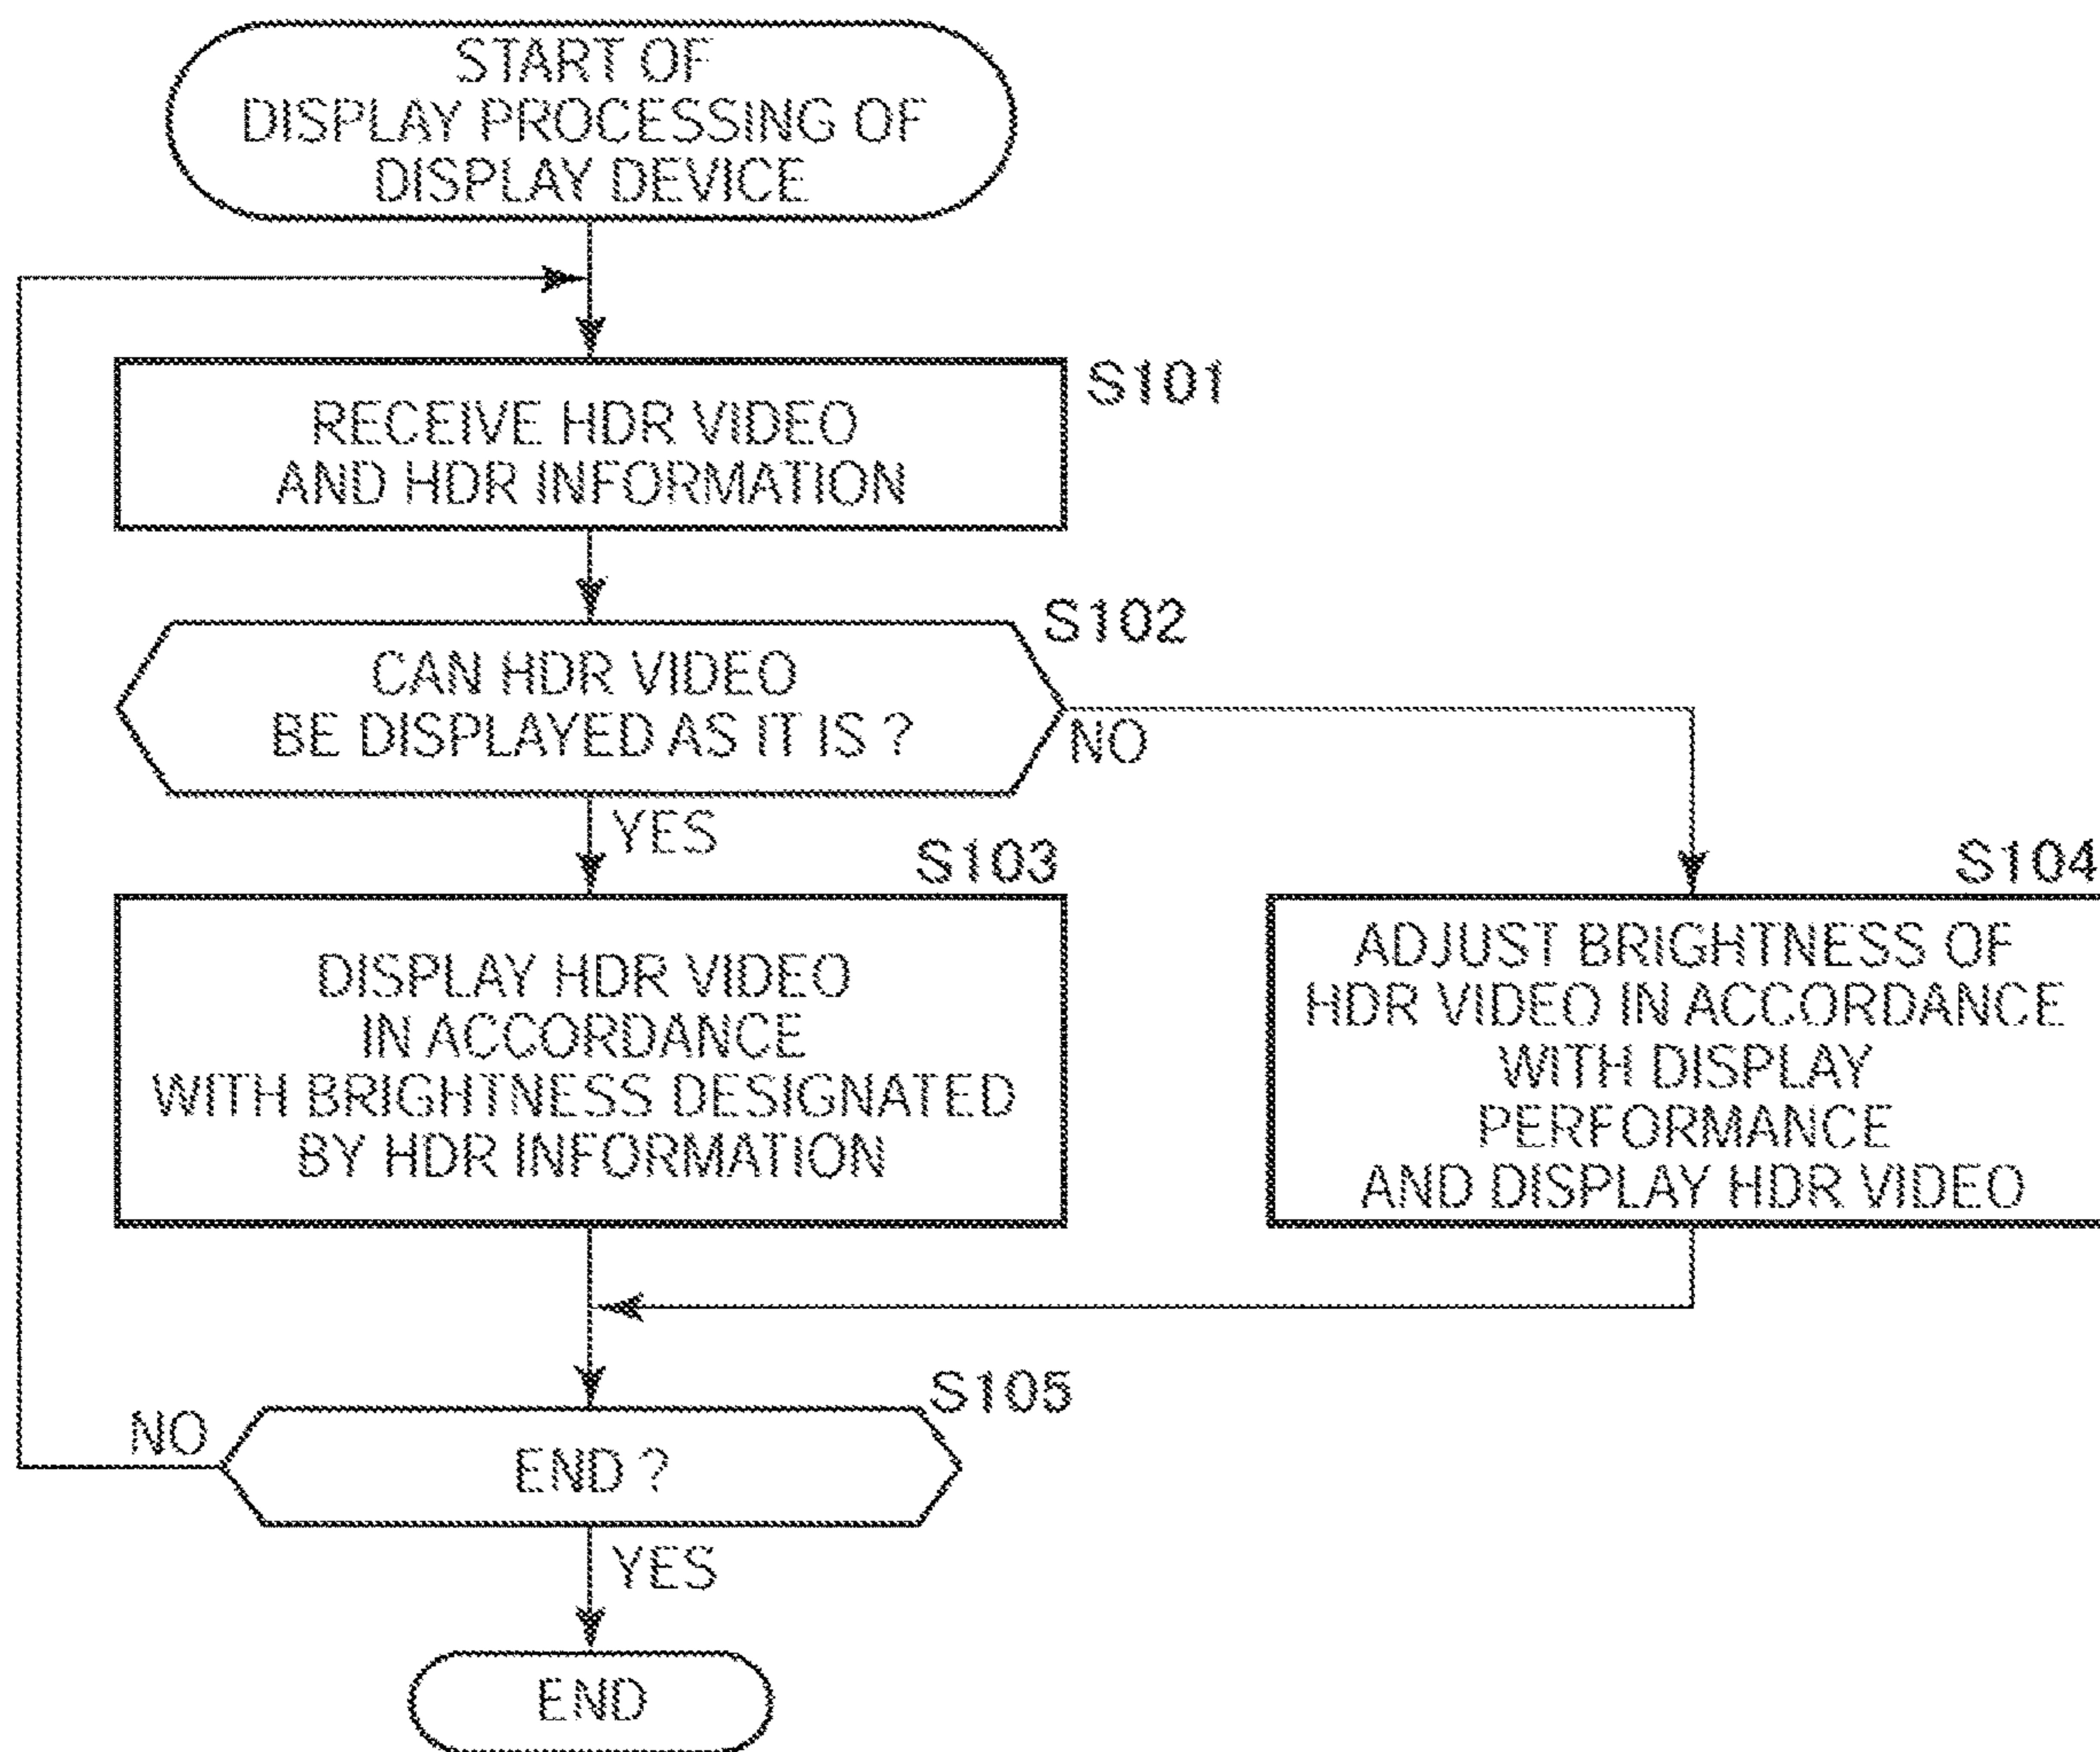 START OF
DISPLAY PROCESSING OF
DISPLAY DEVICE
S101
RECEIVE HDR VIDEO
AND HDR INFORMATION
S102
CAN HDR VIDEO
BE DISPLAYED AS IT IS ?
NO
YES
S103
DISPLAY HDR VIDEO
IN ACCORDANCE
WITH BRIGHTNESS DESIGNATED
BY HDR INFORMATION
S104
ADJUST BRIGHTNESS OF
HDR VIDEO IN ACCORDANCE
WITH DISPLAY
PERFORMANCE
AND DISPLAY HDR VIDEO
S105
NO
END ?
YES
END